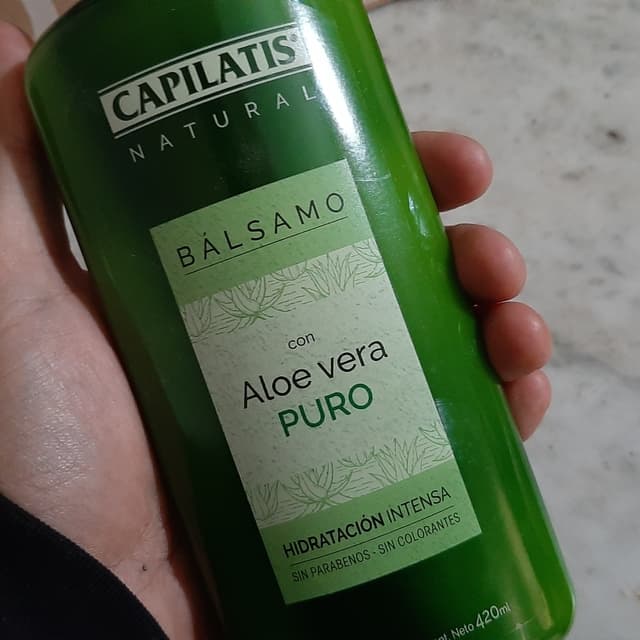 CAPILATIS
NATURAL
BÁLSAMO
con
Aloe vera
PURO
HIDRATACIÓN INTENSA
SIN PARABENOS - SIN COLORANTES
Neto 420ml